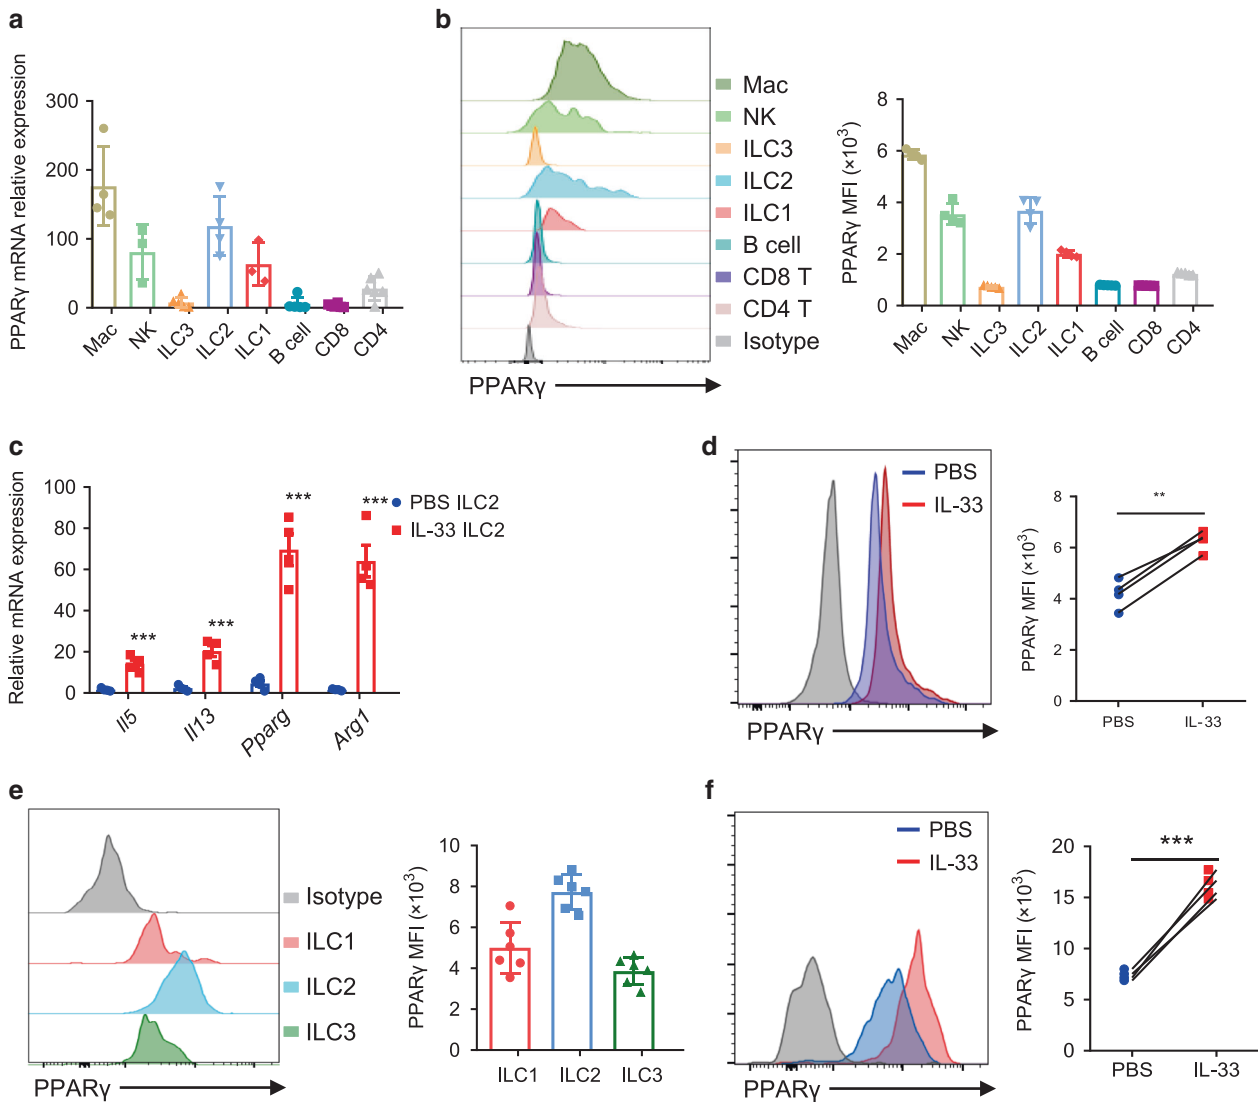 a
PPARγ mRNA relative expression
300
200
100
0
Mac
NK
ILC3
ILC2
ILC1
B cell
CD8
CD4
b
Mac
NK
ILC3
ILC2
ILC1
B cell
CD8 T
CD4 T
Isotype
PPARγ
PPARγ MFI (×10³)
8
6
4
2
0
Mac
NK
ILC3
ILC2
ILC1
B cell
CD8
CD4
c
Relative mRNA expression
100
80
60
40
20
0
***
***
***
***
PBS ILC2
IL-33 ILC2
Il5
Il13
Pparg
Arg1
d
PBS
IL-33
PPARγ
PPARγ MFI (×10³)
8
6
4
2
0
**
PBS
IL-33
e
Isotype
ILC1
ILC2
ILC3
PPARγ
PPARγ MFI (×10³)
10
8
6
4
2
0
ILC1
ILC2
ILC3
f
PBS
IL-33
PPARγ
PPARγ MFI (×10³)
20
15
10
5
0
***
PBS
IL-33